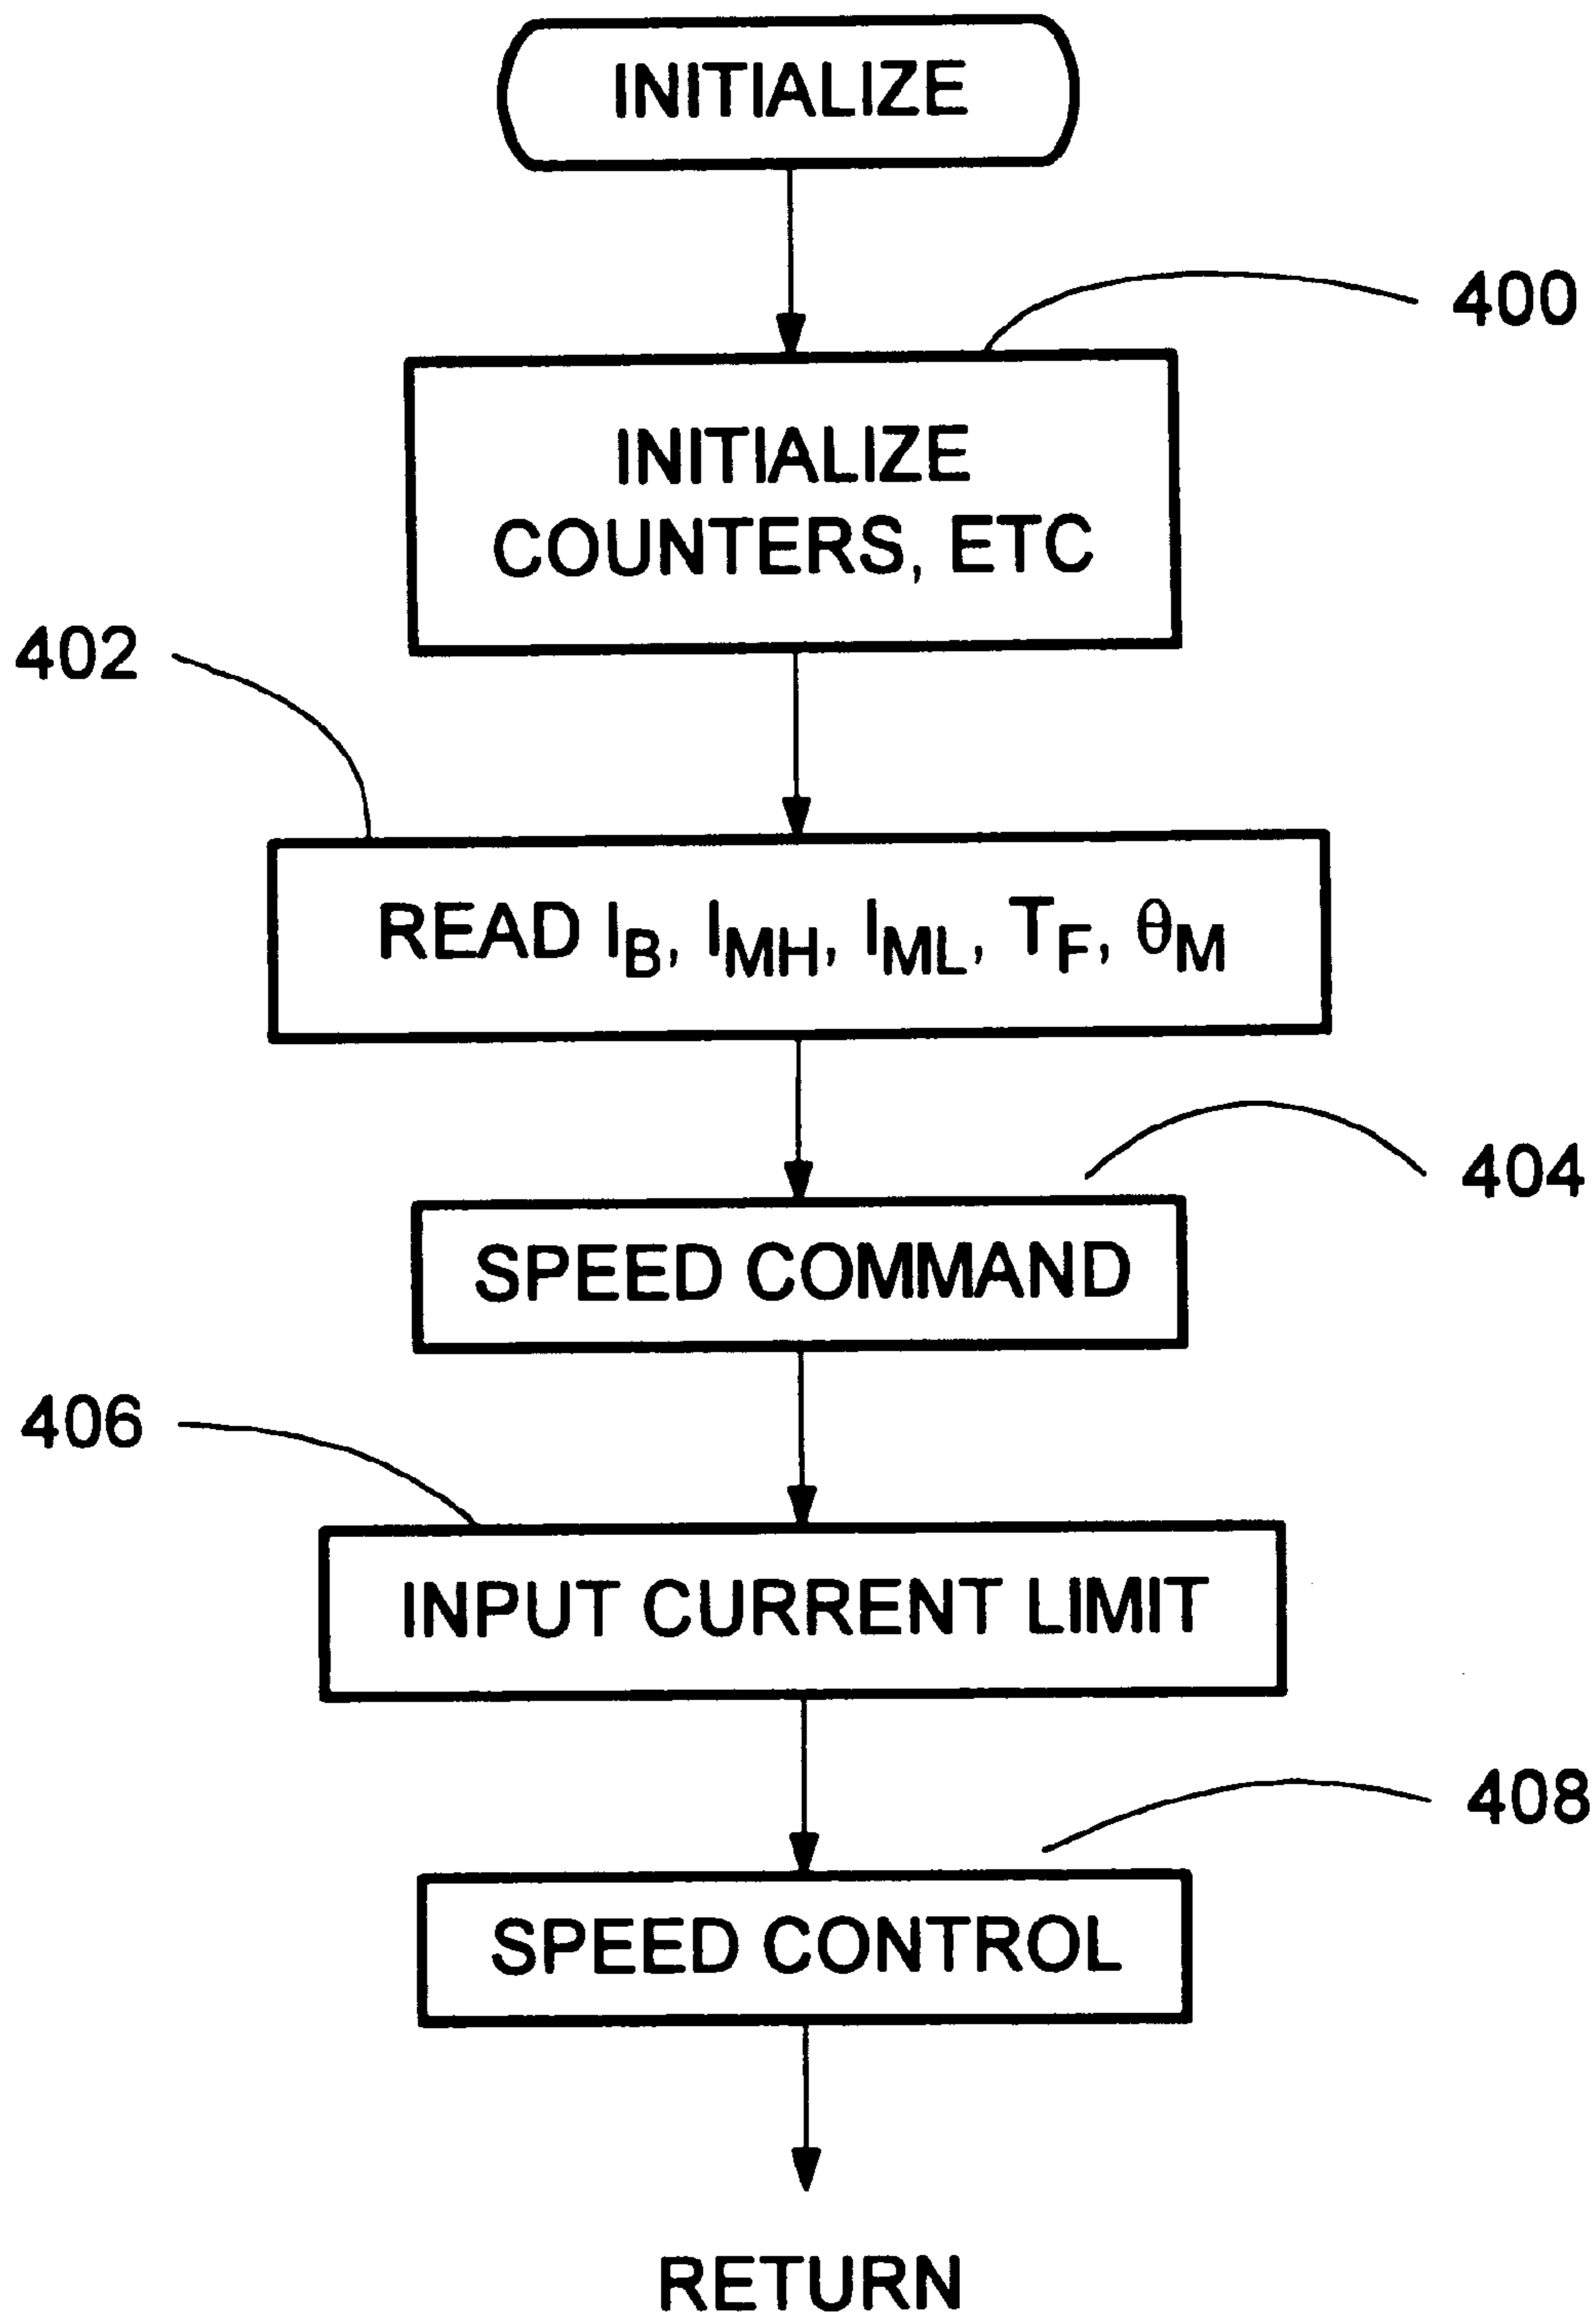 INITIALIZE
400
INITIALIZE
COUNTERS, ETC
402
READ I_B, I_MH, I_ML, T_F, θ_M
404
SPEED COMMAND
406
INPUT CURRENT LIMIT
408
SPEED CONTROL
RETURN